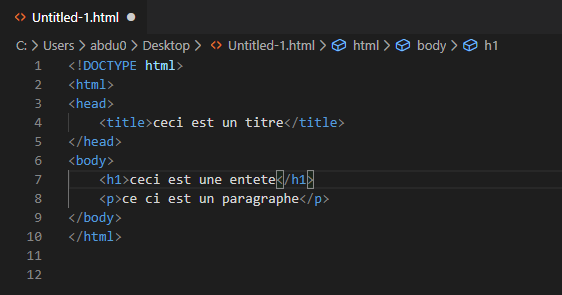 Untitled-1.html
C: > Users > abdu0 > Desktop > Untitled-1.html > html > body > h1
1 <!DOCTYPE html>
2 <html>
3 <head>
4 <title>ceci est un titre</title>
5 </head>
6 <body>
7 <h1>ceci est une entete</h1>
8 <p>ce ci est un paragraphe</p>
9 </body>
10 </html>
11
12